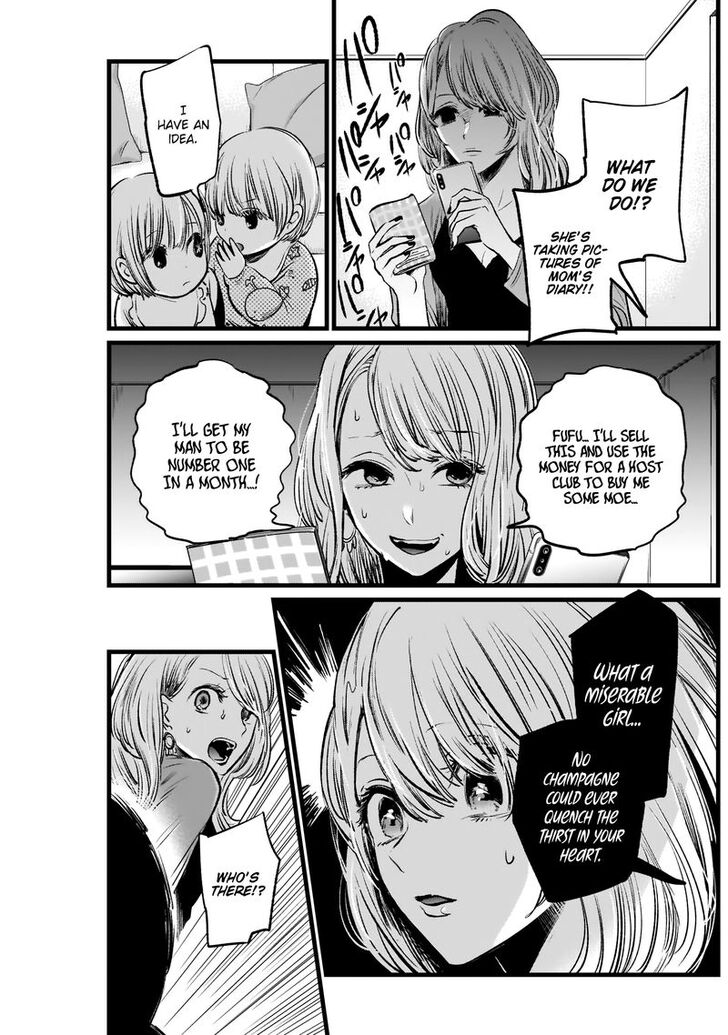 WHAT
DO WE
DO!?
SHE'S
TAKING PIC-
TURES OF
MOM'S
DIARY!!
I
HAVE AN
IDEA.
FUFU... I'LL SELL
THIS AND USE THE
MONEY FOR A HOST
CLUB TO BUY ME
SOME MOE...
I'LL GET MY
MAN TO BE
NUMBER ONE
IN A MONTH...!
WHAT A
MISERABLE
GIRL...
NO
CHAMPAGNE
COULD EVER
QUENCH THE
THIRST IN YOUR
HEART.
WHO'S
THERE!?